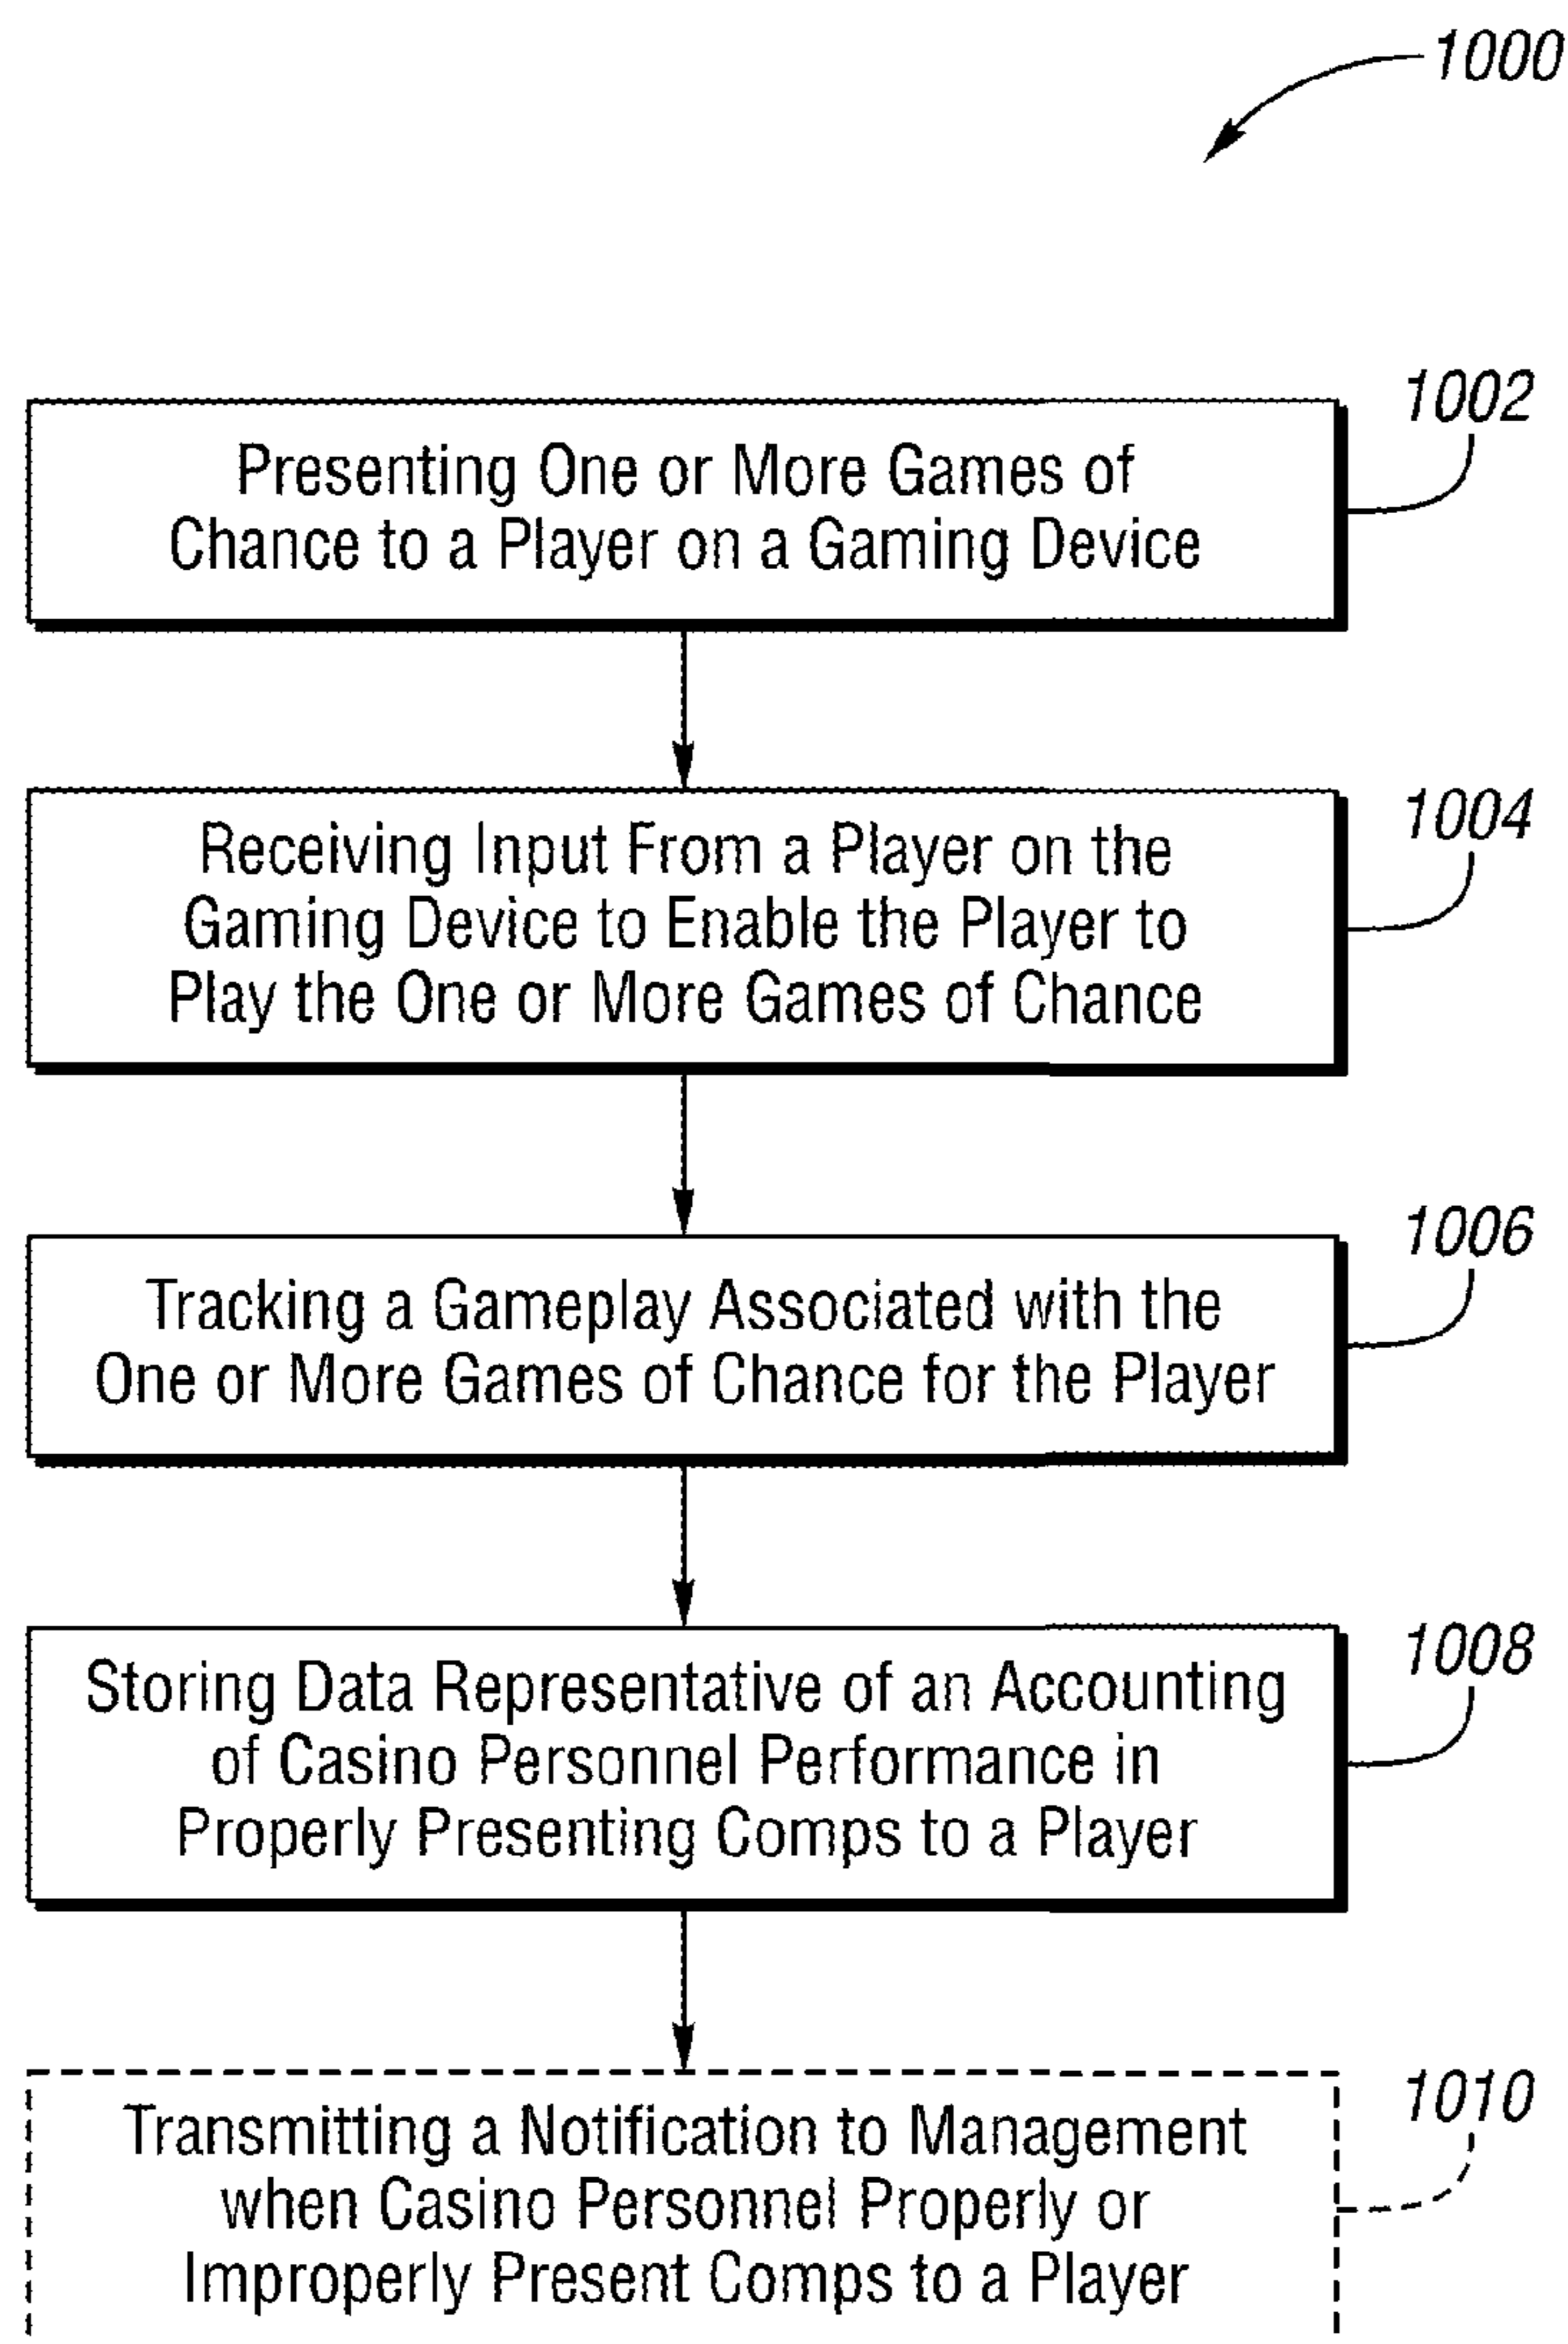 1000
1002
Presenting One or More Games of
Chance to a Player on a Gaming Device
1004
Receiving Input From a Player on the
Gaming Device to Enable the Player to
Play the One or More Games of Chance
1006
Tracking a Gameplay Associated with the
One or More Games of Chance for the Player
1008
Storing Data Representative of an Accounting
of Casino Personnel Performance in
Properly Presenting Comps to a Player
1010
Transmitting a Notification to Management
when Casino Personnel Properly or
Improperly Present Comps to a Player